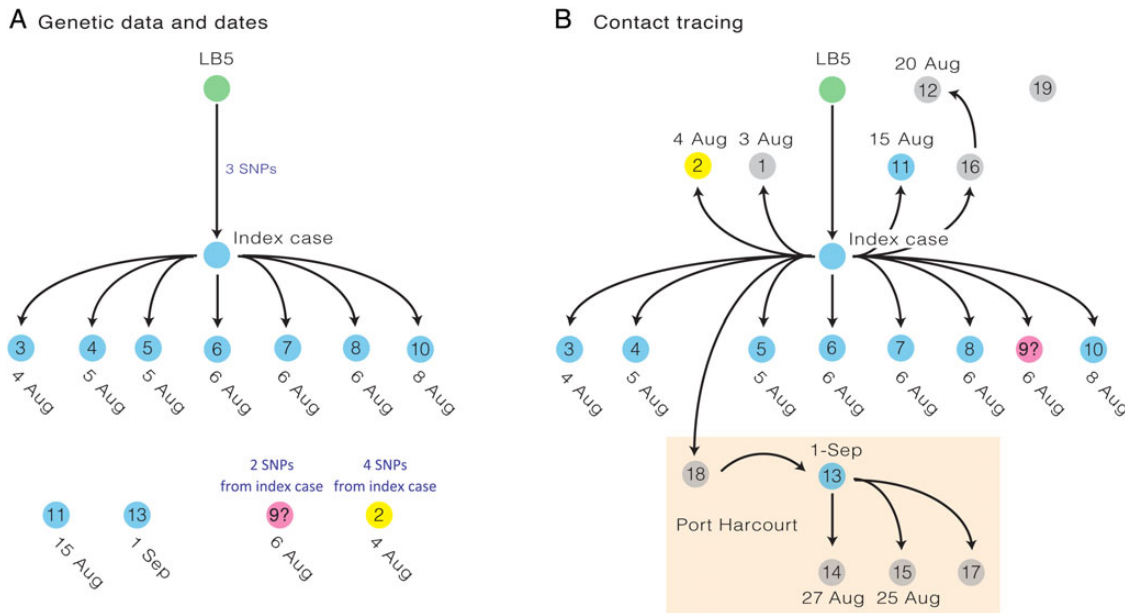 A Genetic data and dates
LB5
3 SNPs
Index case
3 4 5 6 7 8 10
4 Aug 5 Aug 5 Aug 6 Aug 6 Aug 6 Aug 8 Aug
2 SNPs
from index case
4 SNPs
from index case
11 13 9? 2
15 Aug 1 Sep 6 Aug 4 Aug
B Contact tracing
LB5
20 Aug
12 19
4 Aug 3 Aug 15 Aug
2 1 11 16
Index case
3 4 5 6 7 8 9? 10
4 Aug 5 Aug 5 Aug 6 Aug 6 Aug 6 Aug 6 Aug 8 Aug
1-Sep
18 13
Port Harcourt
14 15 17
27 Aug 25 Aug